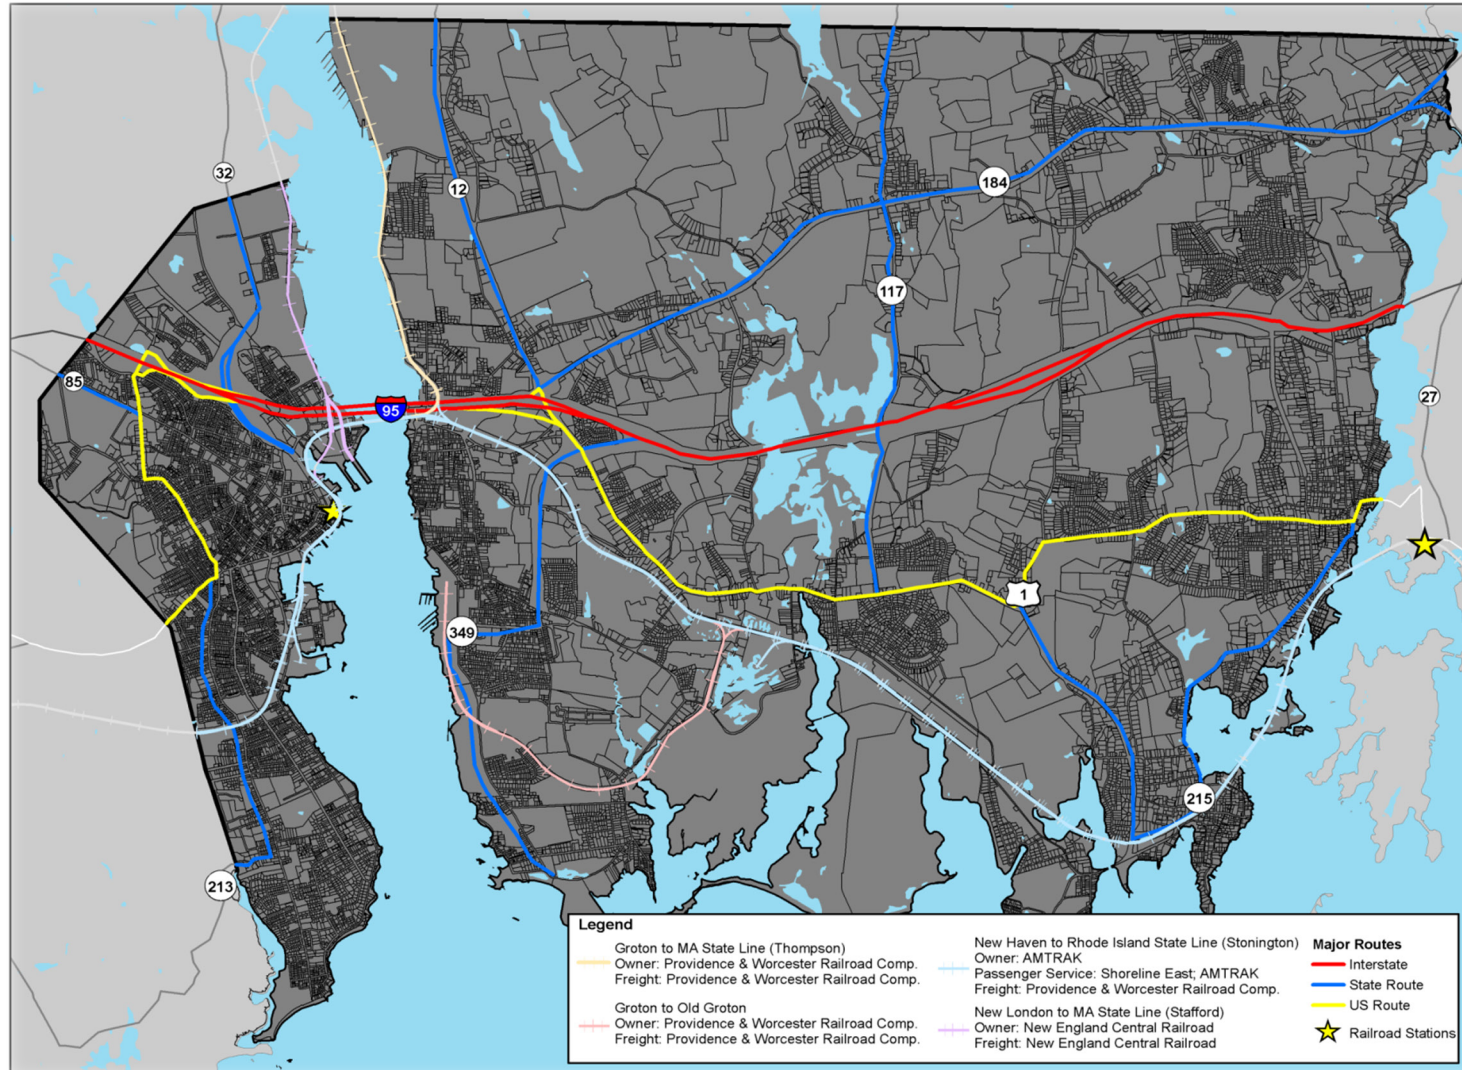 32
12
184
117
85
95
27
1
349
215
213
Legend
Groton to MA State Line (Thompson)
Owner: Providence & Worcester Railroad Comp.
Freight: Providence & Worcester Railroad Comp.
Groton to Old Groton
Owner: Providence & Worcester Railroad Comp.
Freight: Providence & Worcester Railroad Comp.
New Haven to Rhode Island State Line (Stonington)
Owner: AMTRAK
Passenger Service: Shoreline East; AMTRAK
Freight: Providence & Worcester Railroad Comp.
New London to MA State Line (Stafford)
Owner: New England Central Railroad
Freight: New England Central Railroad
Major Routes
Interstate
State Route
US Route
Railroad Stations